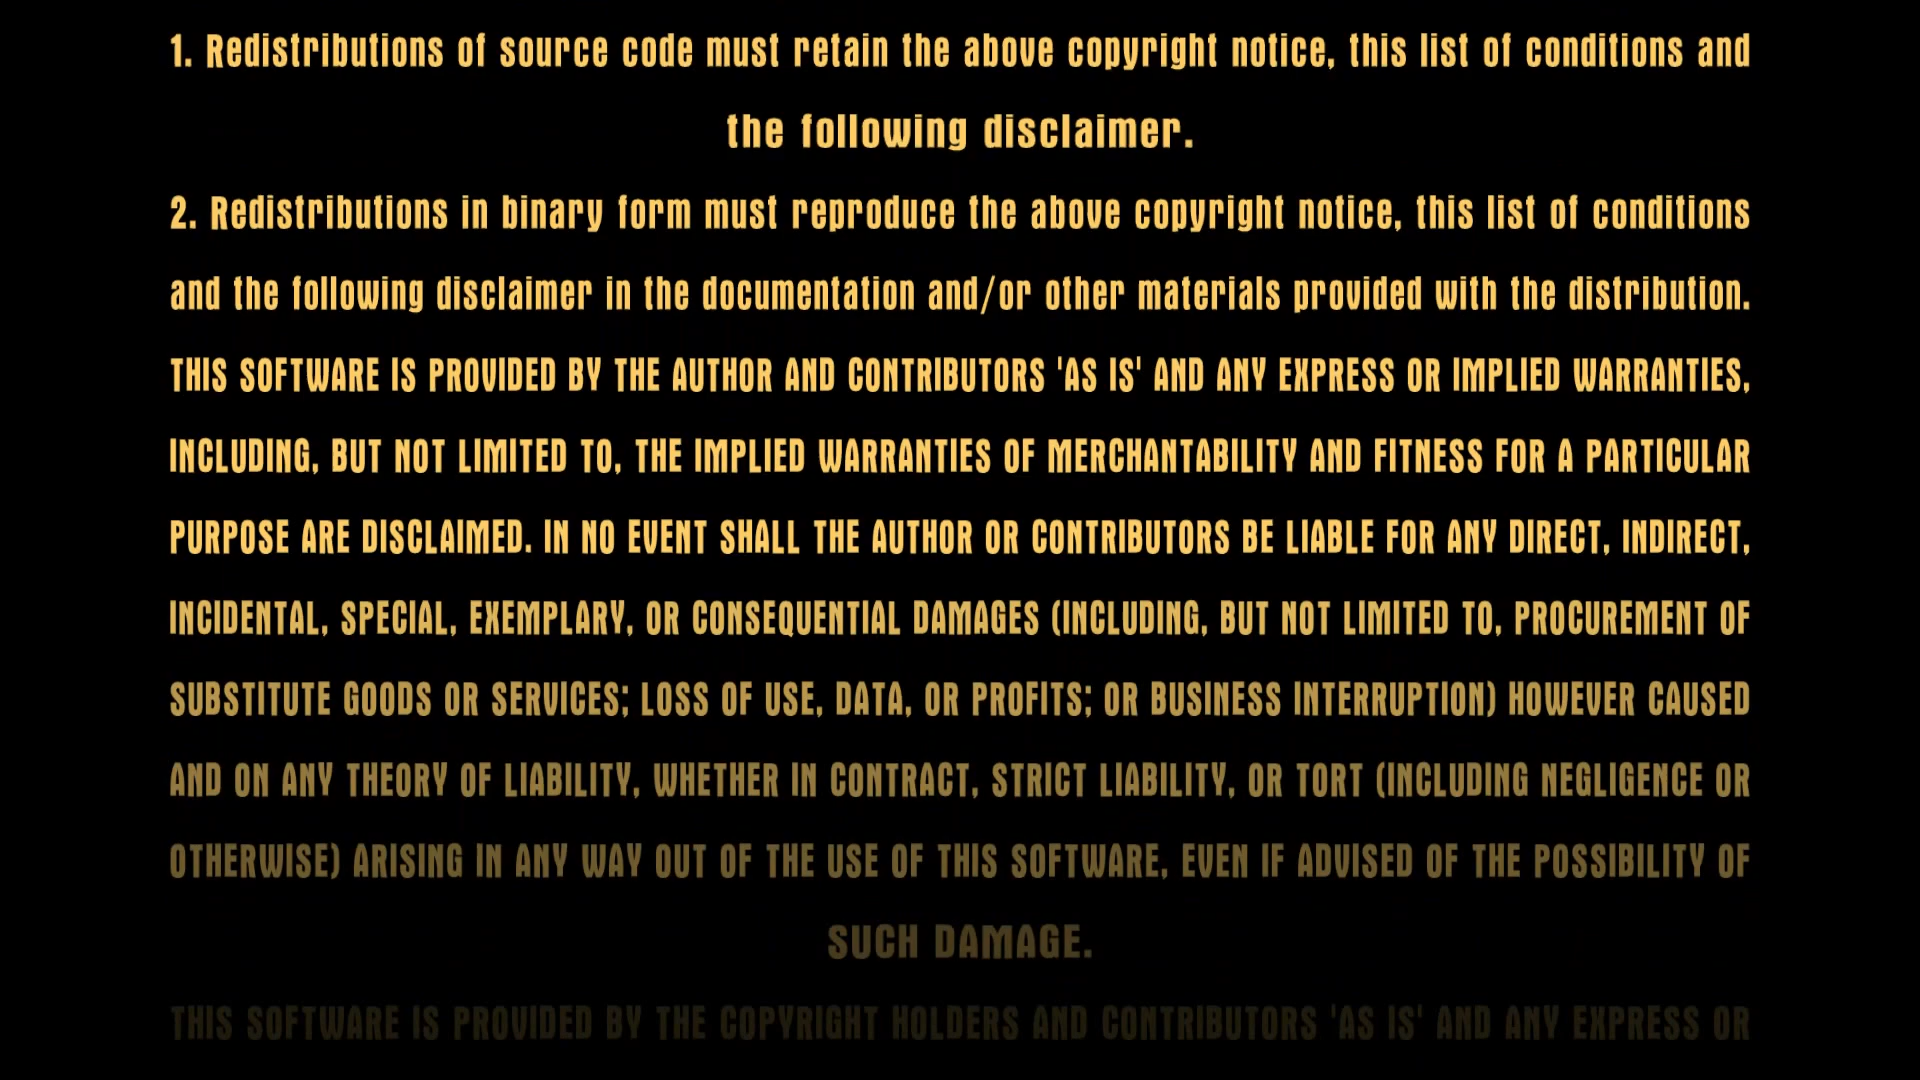 1. Redistributions of source code must retain the above copyright notice, this list of conditions and
the following disclaimer.
2. Redistributions in binary form must reproduce the above copyright notice, this list of conditions
and the following disclaimer in the documentation and/or other materials provided with the distribution.
THIS SOFTWARE IS PROVIDED BY THE AUTHOR AND CONTRIBUTORS 'AS IS' AND ANY EXPRESS OR IMPLIED WARRANTIES,
INCLUDING, BUT NOT LIMITED TO, THE IMPLIED WARRANTIES OF MERCHANTABILITY AND FITNESS FOR A PARTICULAR
PURPOSE ARE DISCLAIMED. IN NO EVENT SHALL THE AUTHOR OR CONTRIBUTORS BE LIABLE FOR ANY DIRECT, INDIRECT,
INCIDENTAL, SPECIAL, EXEMPLARY, OR CONSEQUENTIAL DAMAGES (INCLUDING, BUT NOT LIMITED TO, PROCUREMENT OF
SUBSTITUTE GOODS OR SERVICES; LOSS OF USE, DATA, OR PROFITS; OR BUSINESS INTERRUPTION) HOWEVER CAUSED
AND ON ANY THEORY OF LIABILITY, WHETHER IN CONTRACT, STRICT LIABILITY, OR TORT (INCLUDING NEGLIGENCE OR
OTHERWISE) ARISING IN ANY WAY OUT OF THE USE OF THIS SOFTWARE, EVEN IF ADVISED OF THE POSSIBILITY OF
SUCH DAMAGE.
THIS SOFTWARE IS PROVIDED BY THE COPYRIGHT HOLDERS AND CONTRIBUTORS 'AS IS' AND ANY EXPRESS OR